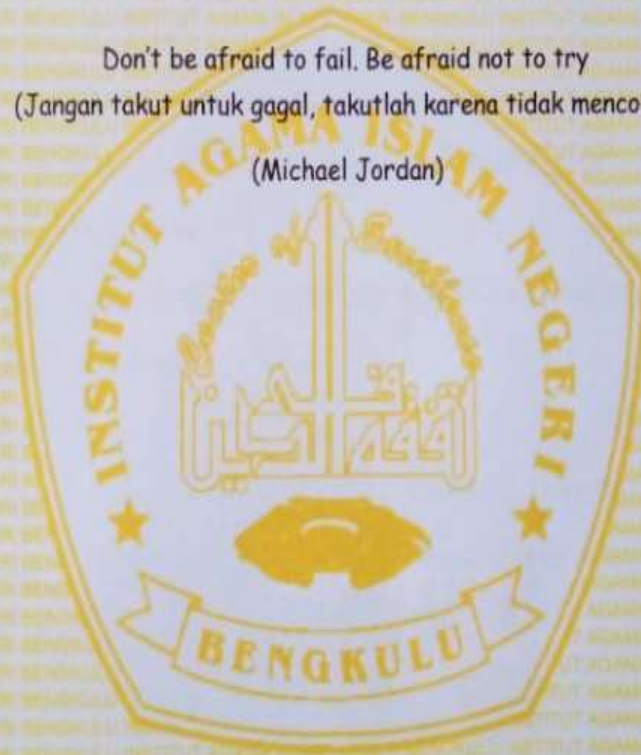 Don't be afraid to fail. Be afraid not to try
(Jangan takut untuk gagal, takutlah karena tidak menco
(Michael Jordan)
INSTITUT AGAMA ISLAM NEGERI
BENGKULU